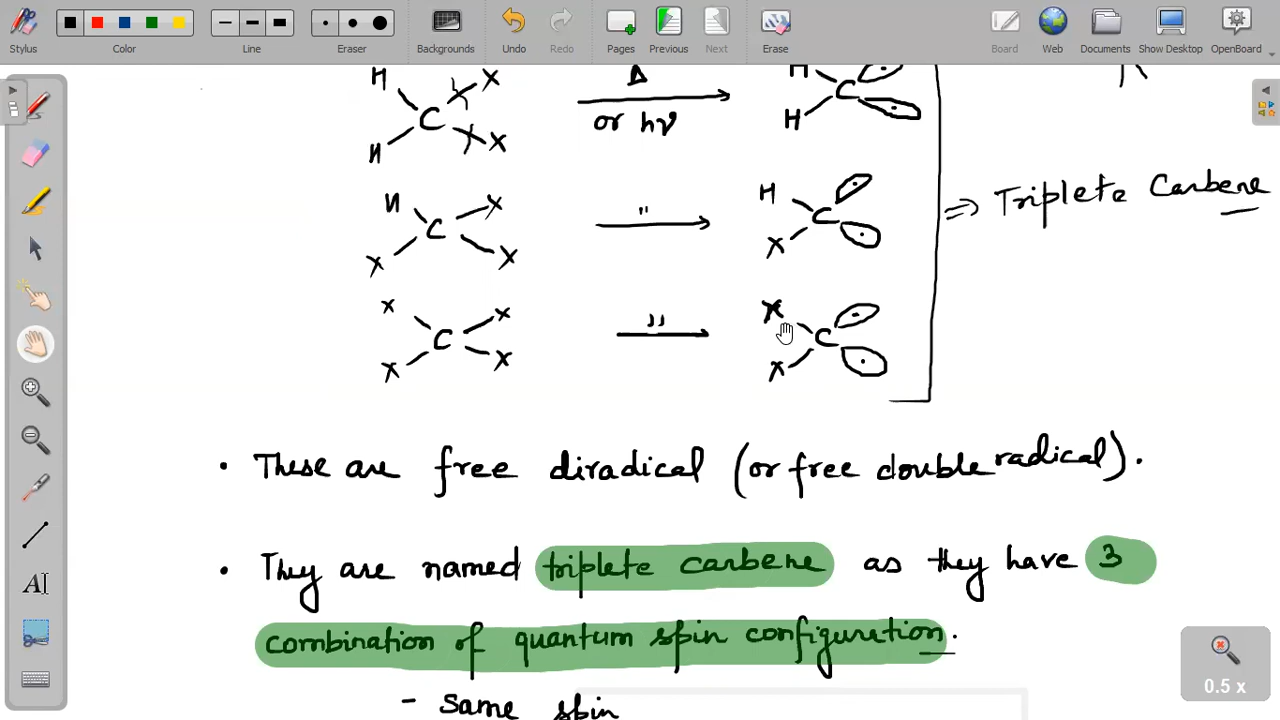 Stylus Color Line Eraser Backgrounds Undo Redo Pages Previous Next Erase Board Web Documents Show Desktop OpenBoard
H X Δ H
C → C
H X or hν H
H X " H
C → C
X X X
⇒ Triplete Carbene
X X " X
C → C
X X X
• These are free diradical (or free double radical).
• They are named triplete carbene as they have 3
combination of quantum spin configuration.
- Same spin
0.5 x